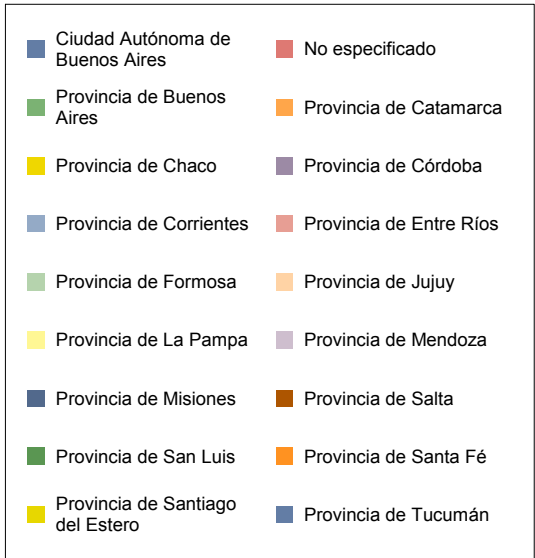 Ciudad Autónoma de
Buenos Aires
No especificado
Provincia de Buenos
Aires
Provincia de Catamarca
Provincia de Chaco
Provincia de Córdoba
Provincia de Corrientes
Provincia de Entre Ríos
Provincia de Formosa
Provincia de Jujuy
Provincia de La Pampa
Provincia de Mendoza
Provincia de Misiones
Provincia de Salta
Provincia de San Luis
Provincia de Santa Fé
Provincia de Santiago
del Estero
Provincia de Tucumán